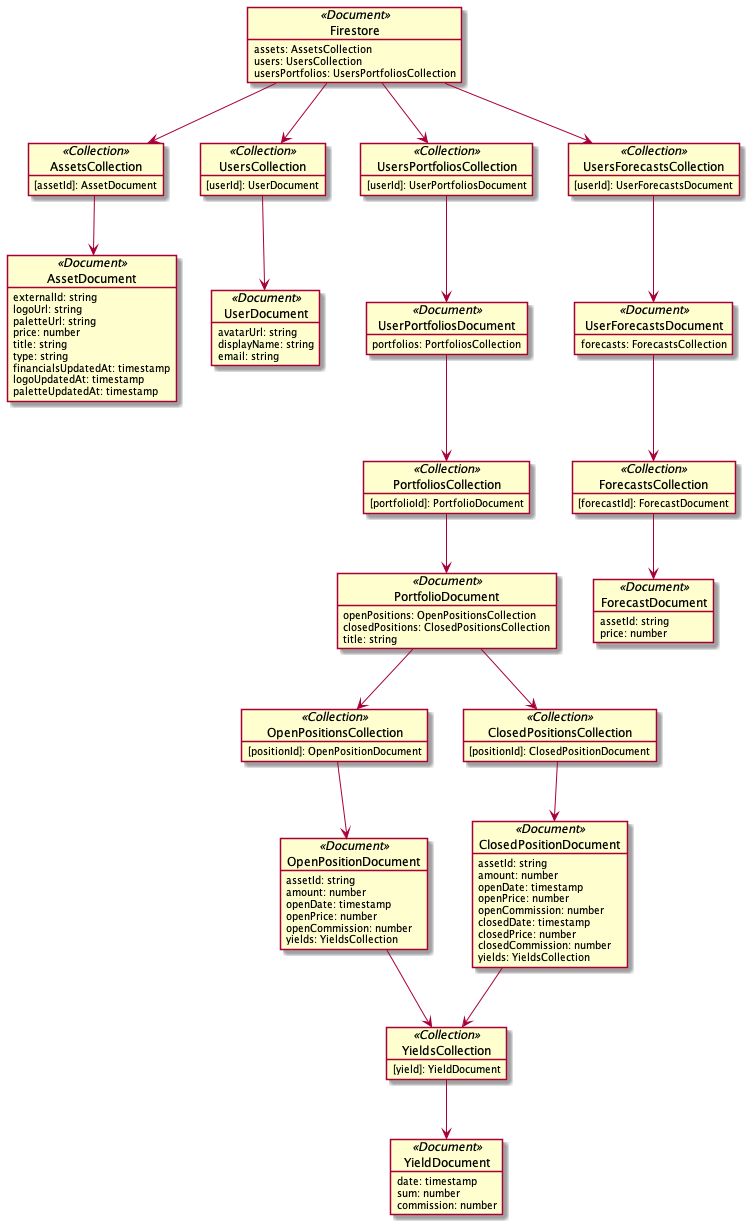 «Document»
Firestore
assets: AssetsCollection
users: UsersCollection
usersPortfolios: UsersPortfoliosCollection
«Collection»
AssetsCollection
[assetId]: AssetDocument
«Collection»
UsersCollection
[userId]: UserDocument
«Collection»
UsersPortfoliosCollection
[userId]: UserPortfoliosDocument
«Collection»
UsersForecastsCollection
[userId]: UserForecastsDocument
«Document»
AssetDocument
externalId: string
logoUrl: string
paletteUrl: string
price: number
title: string
type: string
financialsUpdatedAt: timestamp
logoUpdatedAt: timestamp
paletteUpdatedAt: timestamp
«Document»
UserDocument
avatarUrl: string
displayName: string
email: string
«Document»
UserPortfoliosDocument
portfolios: PortfoliosCollection
«Document»
UserForecastsDocument
forecasts: ForecastsCollection
«Collection»
PortfoliosCollection
[portfolioId]: PortfolioDocument
«Collection»
ForecastsCollection
[forecastId]: ForecastDocument
«Document»
PortfolioDocument
openPositions: OpenPositionsCollection
closedPositions: ClosedPositionsCollection
title: string
«Document»
ForecastDocument
assetId: string
price: number
«Collection»
OpenPositionsCollection
[positionId]: OpenPositionDocument
«Collection»
ClosedPositionsCollection
[positionId]: ClosedPositionDocument
«Document»
OpenPositionDocument
assetId: string
amount: number
openDate: timestamp
openPrice: number
openCommission: number
yields: YieldsCollection
«Document»
ClosedPositionDocument
assetId: string
amount: number
openDate: timestamp
openPrice: number
openCommission: number
closedDate: timestamp
closedPrice: number
closedCommission: number
yields: YieldsCollection
«Collection»
YieldsCollection
[yield]: YieldDocument
«Document»
YieldDocument
date: timestamp
sum: number
commission: number